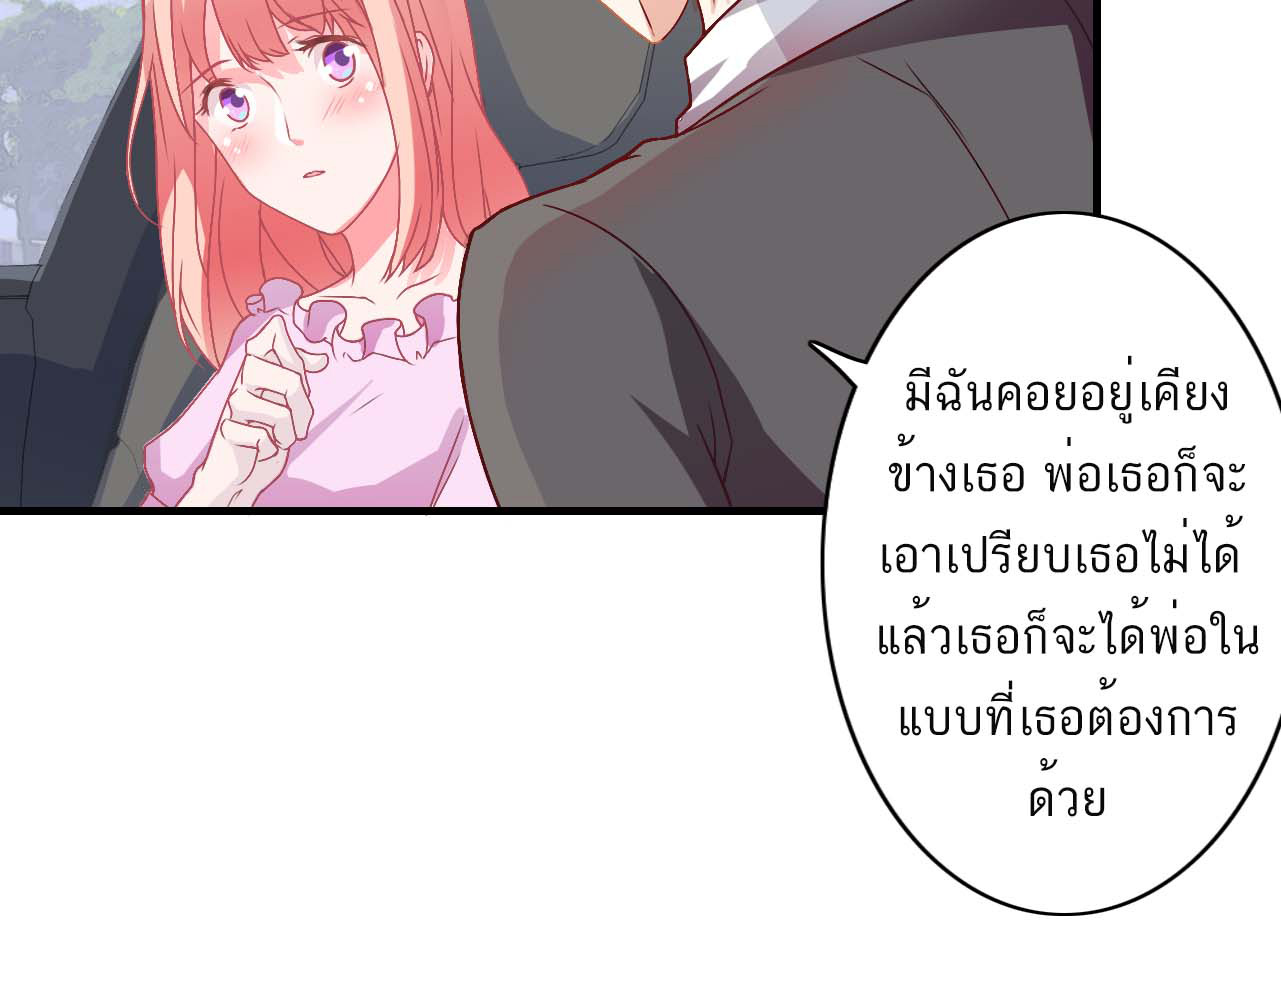 มีฉันคอยอยู่เคียง
ข้างเธอ พ่อเธอก็จะ
เอาเปรียบเธอไม่ได้
แล้วเธอก็จะได้พ่อใน
แบบที่เธอต้องการ
ด้วย